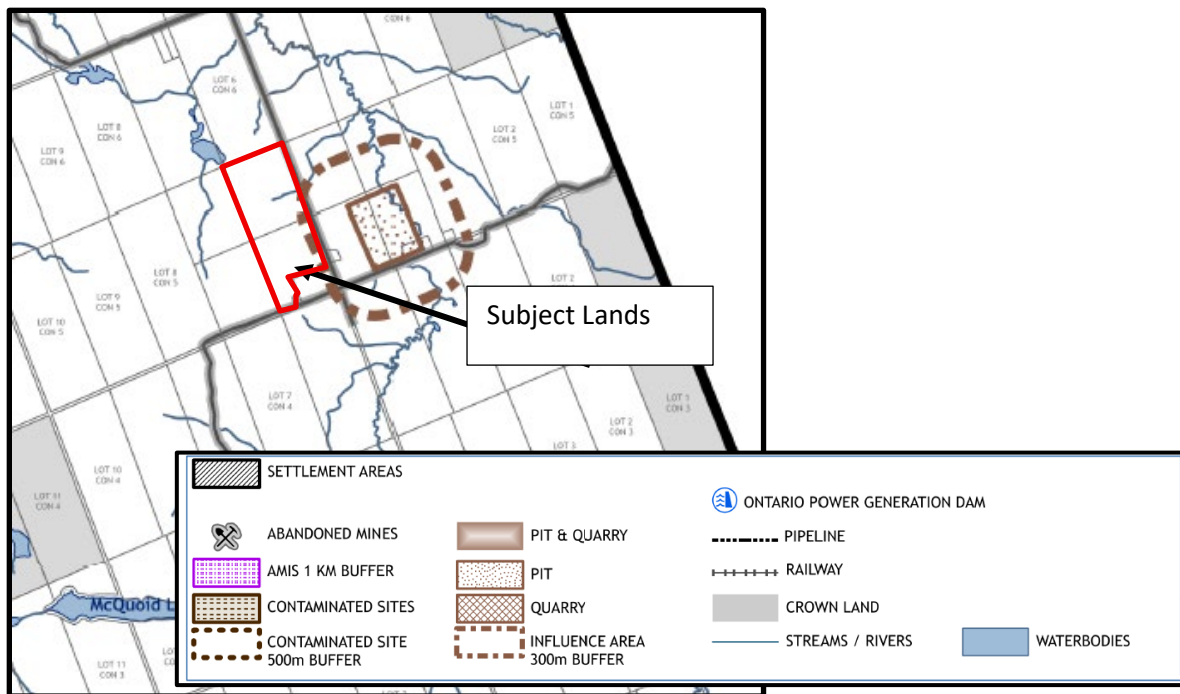 CON 6
LOT 6
CON 6
LOT 8
CON 6
LOT 9
CON 6
LOT 1
CON 5
LOT 2
CON 5
LOT 8
CON 5
LOT 9
CON 5
LOT 10
CON 5
LOT 2
Subject Lands
LOT 7
CON 4
LOT 1
CON 3
LOT 2
CON 3
LOT 3
LOT 10
CON 4
LOT 11
CON 4
McQuoid L
LOT 11
CON 3
SETTLEMENT AREAS
ABANDONED MINES
AMIS 1 KM BUFFER
CONTAMINATED SITES
CONTAMINATED SITE
500m BUFFER
PIT & QUARRY
PIT
QUARRY
INFLUENCE AREA
300m BUFFER
ONTARIO POWER GENERATION DAM
PIPELINE
RAILWAY
CROWN LAND
STREAMS / RIVERS
WATERBODIES